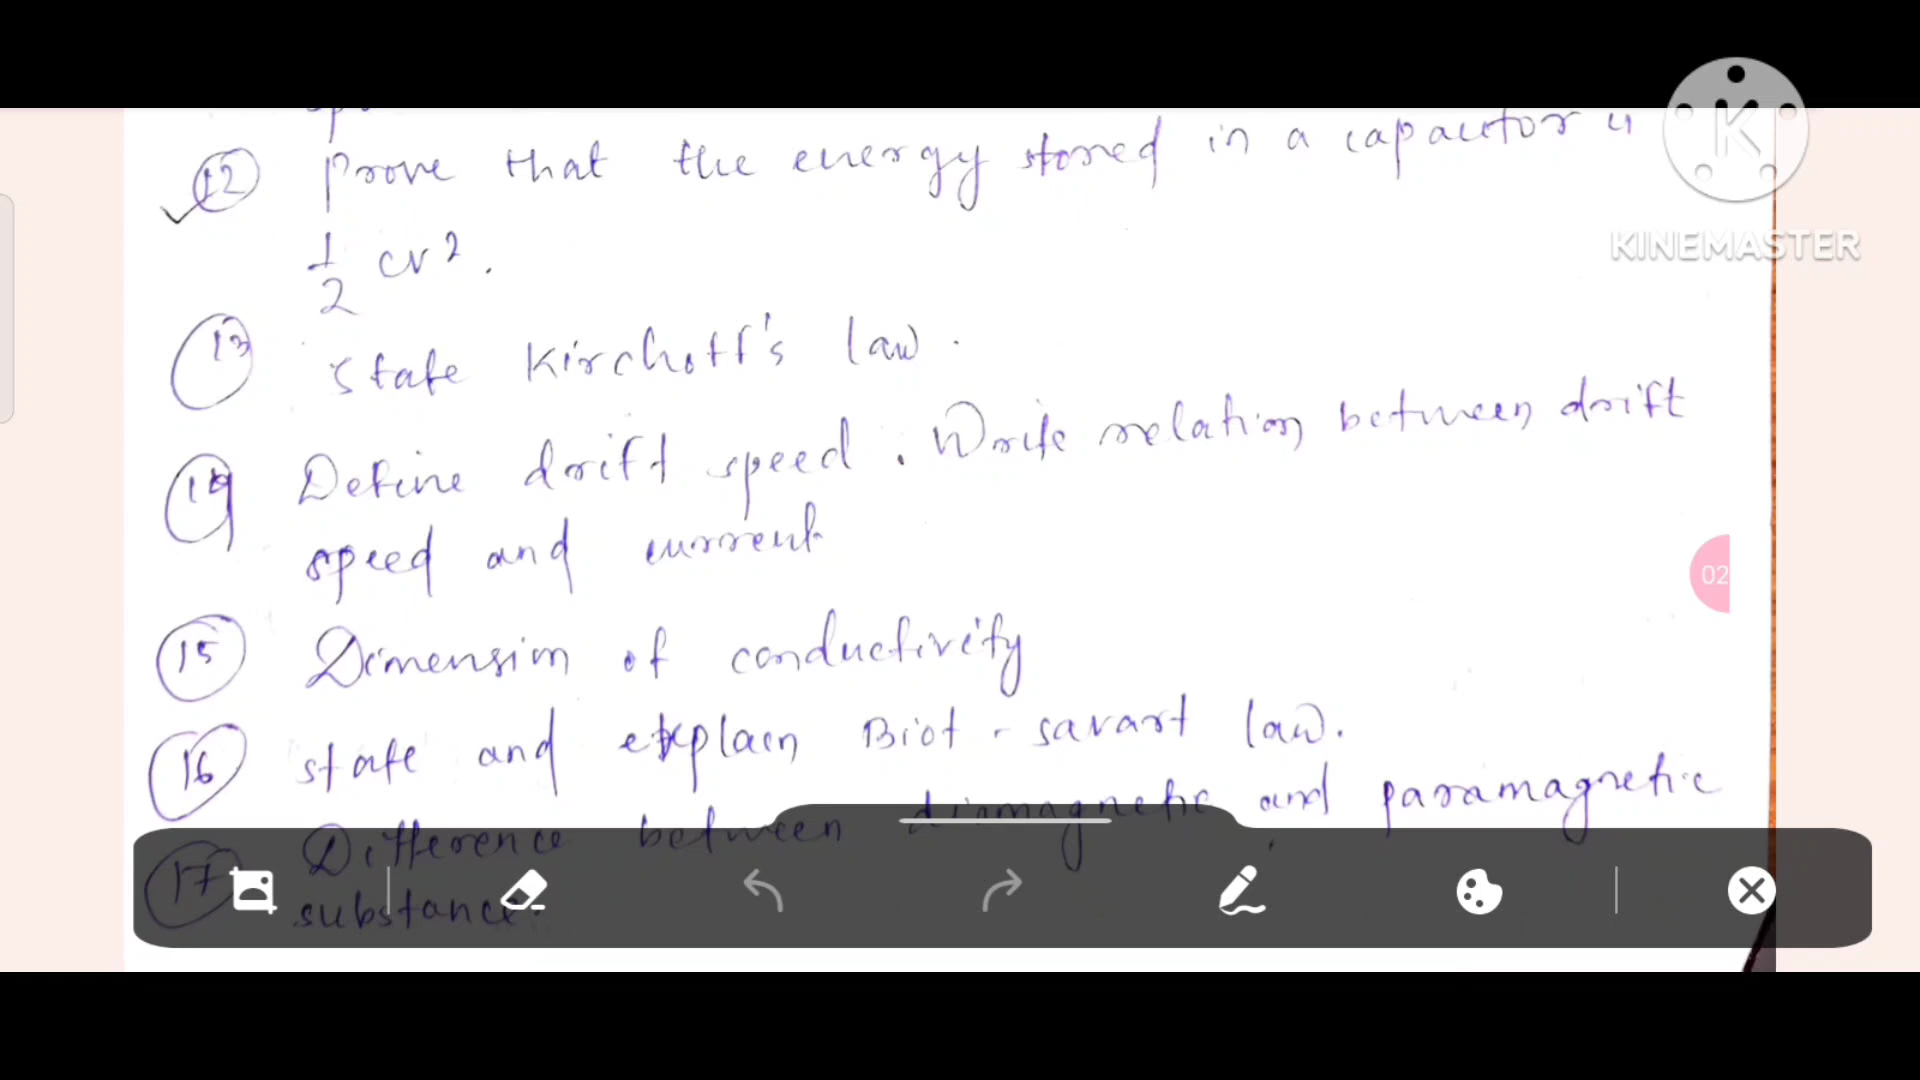 12 Prove that the energy stored in a capacitor is
1/2 cv².
13 State Kirchoff's law.
14 Define drift speed. Write relation between drift
speed and current
15 Dimension of conductivity
16 state and explain Biot-savart law.
17 Difference between diamagnetic and paramagnetic
substance.
K
KINEMASTER
02